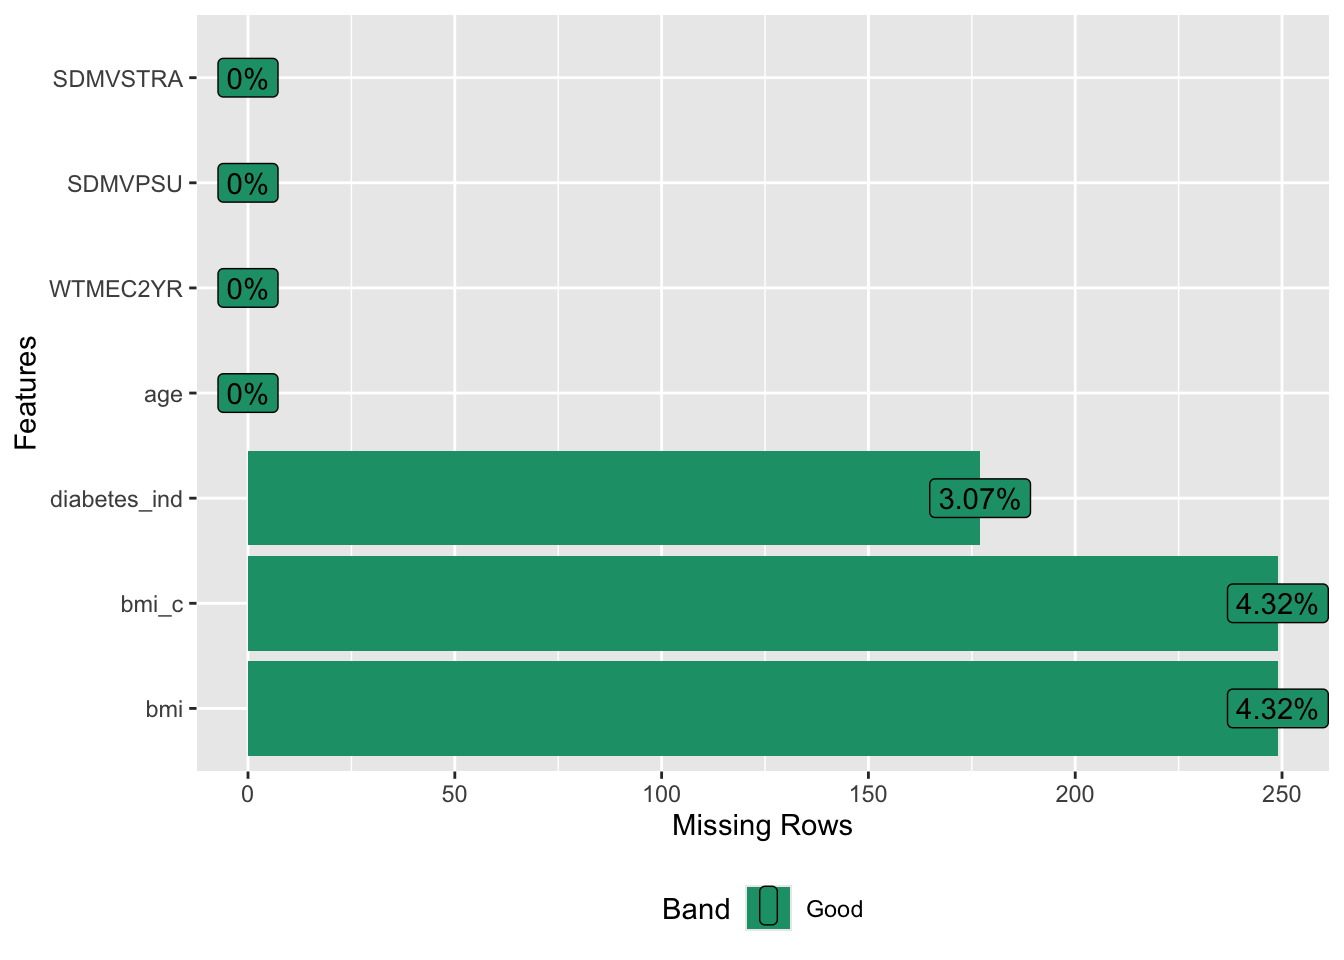 SDMVSTRA 0%
SDMVPSU 0%
WTMEC2YR 0%
age 0%
Features
diabetes_ind 3.07%
bmi_c 4.32%
bmi 4.32%
0 50 100 150 200 250
Missing Rows
Band Good